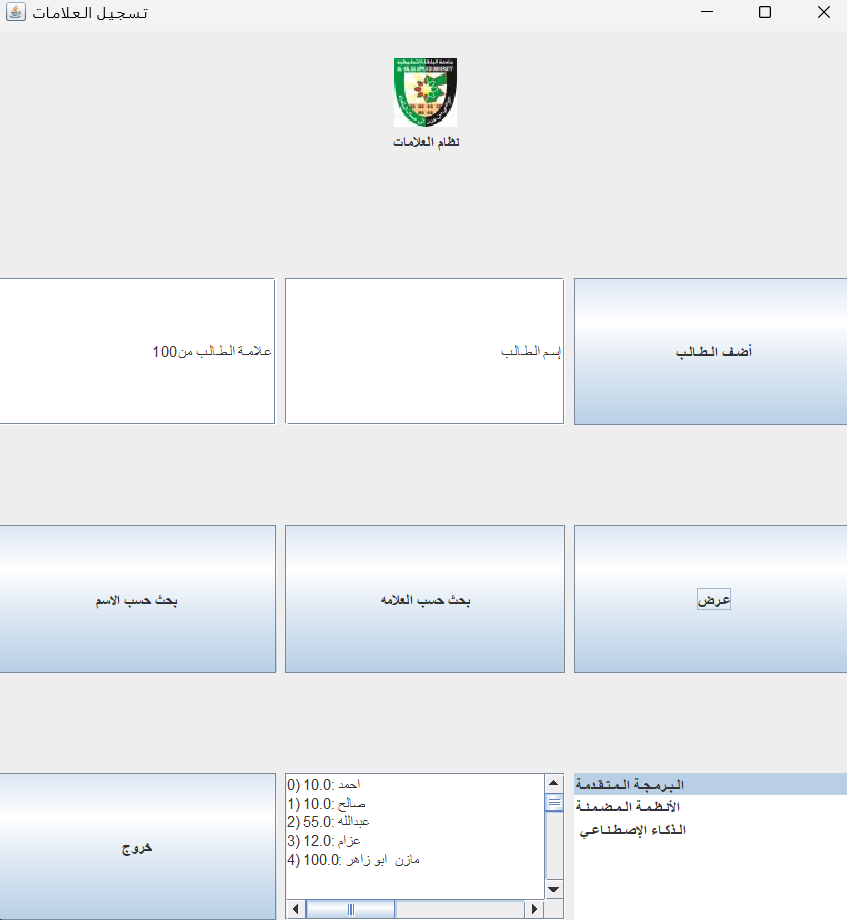 تسجيل العلامات
نظام العلامات
أضف الطالب
إسم الطالب
علامة الطالب من100
عرض
بحث حسب العلامه
بحث حسب الاسم
البرمجة المتقدمة
الأنظمة المضمنة
الذكاء الإصطناعي
0) 10.0: احمد
1) 10.0: صالح
2) 55.0: عبدالله
3) 12.0: عزام
4) 100.0: مازن ابو زاهر
خروج